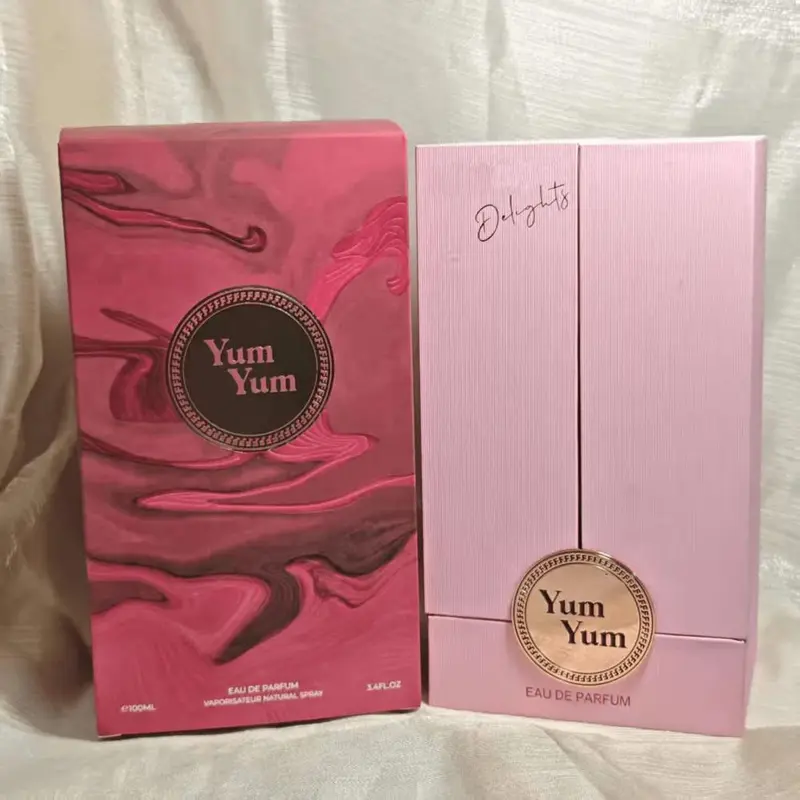 Yum
Yum
EAU DE PARFUM
VAPORISATEUR NATURAL SPRAY
℮100ML
3.4FL.OZ
Delights
Yum
Yum
EAU DE PARFUM